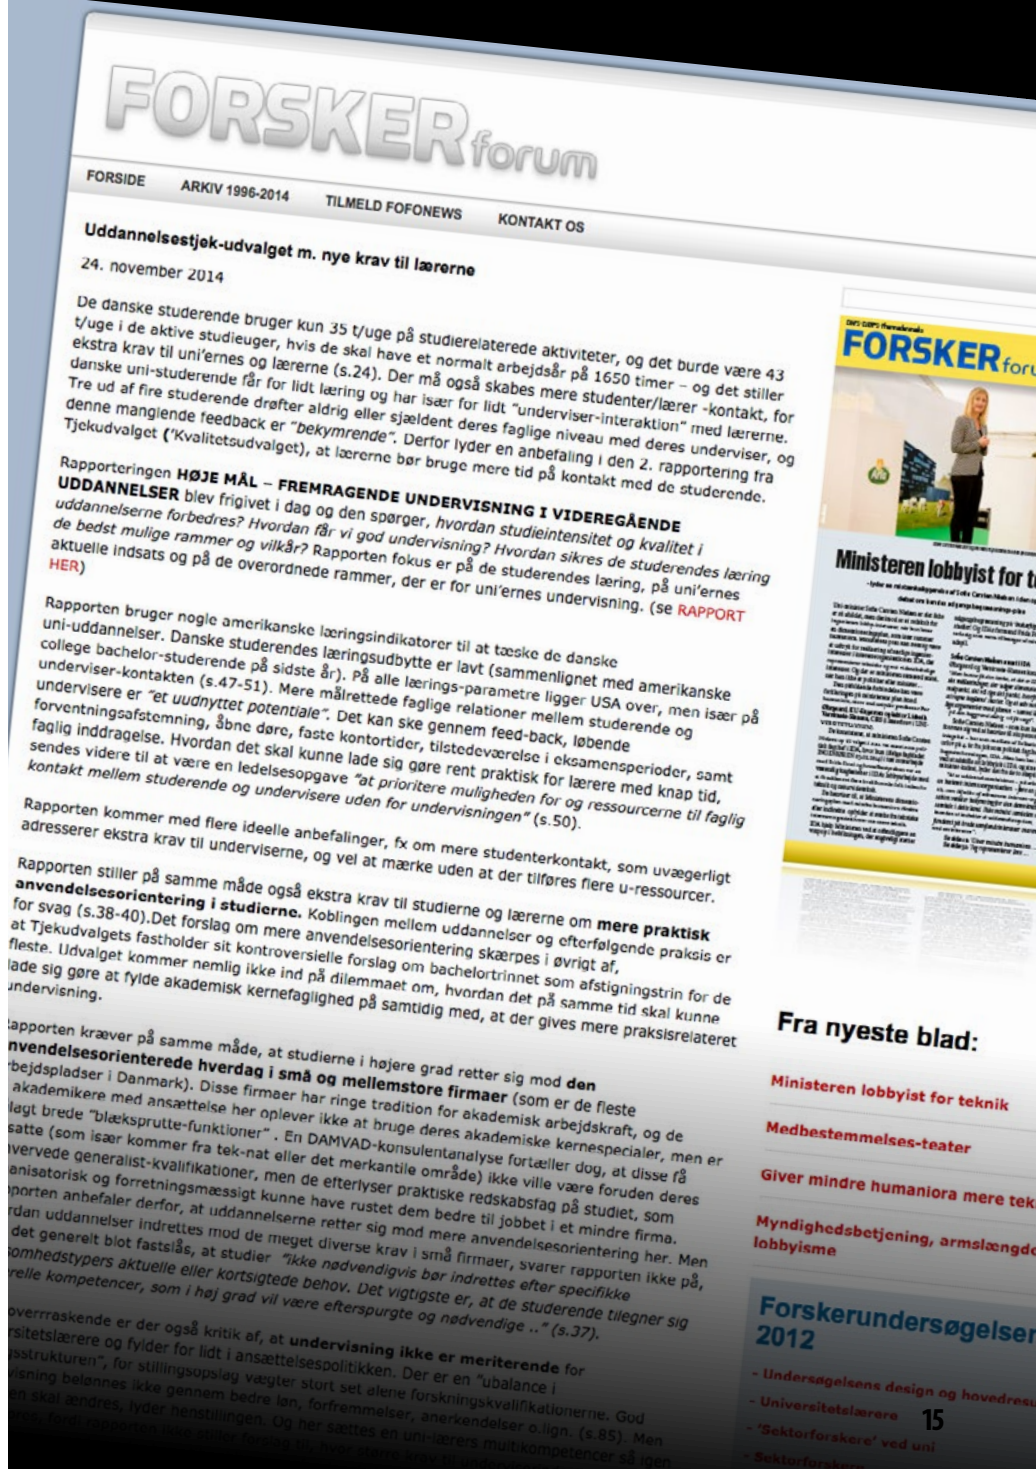 FORSKERforum
FORSIDE ARKIV 1996-2014 TILMELD FOFONEWS KONTAKT OS
Uddannelsestjek-udvalget m. nye krav til lærerne
24. november 2014
De danske studerende bruger kun 35 t/uge på studierelaterede aktiviteter, og det burde være 43
t/uge i de aktive studieuger, hvis de skal have et normalt arbejdsår på 1650 timer – og det stiller
ekstra krav til uni'ernes og lærerne (s.24). Der må også skabes mere studenter/lærer -kontakt, for
danske uni-studerende får for lidt læring og har især for lidt "underviser-interaktion" med lærerne.
Tre ud af fire studerende drøfter aldrig eller sjældent deres faglige niveau med deres underviser, og
denne manglende feedback er "bekymrende". Derfor lyder en anbefaling i den 2. rapportering fra
Tjekudvalget ('Kvalitetsudvalget), at lærerne bør bruge mere tid på kontakt med de studerende.
Rapporteringen HØJE MÅL – FREMRAGENDE UNDERVISNING I VIDEREGÅENDE
UDDANNELSER blev frigivet i dag og den spørger, hvordan studieintensitet og kvalitet i
uddannelserne forbedres? Hvordan får vi god undervisning? Hvordan sikres de studerendes læring
de bedst mulige rammer og vilkår? Rapporten fokus er på de studerendes læring, på uni'ernes
aktuelle indsats og på de overordnede rammer, der er for uni'ernes undervisning. (se RAPPORT
HER)
Rapporten bruger nogle amerikanske læringsindikatorer til at tæske de danske
uni-uddannelser. Danske studerendes læringsudbytte er lavt (sammenlignet med amerikanske
college bachelor-studerende på sidste år). På alle lærings-parametre ligger USA over, men især på
underviser-kontakten (s.47-51). Mere målrettede faglige relationer mellem studerende og
undervisere er "et uudnyttet potentiale". Det kan ske gennem feed-back, løbende
forventningsafstemning, åbne døre, faste kontortider, tilstedeværelse i eksamensperioder, samt
faglig inddragelse. Hvordan det skal kunne lade sig gøre rent praktisk for lærere med knap tid,
sendes videre til at være en ledelsesopgave "at prioritere muligheden for og ressourcerne til faglig
kontakt mellem studerende og undervisere uden for undervisningen" (s.50).
Rapporten kommer med flere ideelle anbefalinger, fx om mere studenterkontakt, som uvægerligt
adresserer ekstra krav til underviserne, og vel at mærke uden at der tilføres flere u-ressourcer.
Rapporten stiller på samme måde også ekstra krav til studierne og lærerne om mere praktisk
anvendelsesorientering i studierne. Koblingen mellem uddannelser og efterfølgende praksis er
for svag (s.38-40).Det forslag om mere anvendelsesorientering skærpes i øvrigt af,
at Tjekudvalgets fastholder sit kontroversielle forslag om bachelortrinnet som afstigningstrin for de
fleste. Udvalget kommer nemlig ikke ind på dilemmaet om, hvordan det på samme tid skal kunne
lade sig gøre at fylde akademisk kernefaglighed på samtidig med, at der gives mere praksisrelateret
undervisning.
apporten kræver på samme måde, at studierne i højere grad retter sig mod den
nvendelsesorienterede hverdag i små og mellemstore firmaer (som er de fleste
bejdspladser i Danmark). Disse firmaer har ringe tradition for akademisk arbejdskraft, og de
akademikere med ansættelse her oplever ikke at bruge deres akademiske kernespecialer, men er
lagt brede "blæksprutte-funktioner" . En DAMVAD-konsulentanalyse fortæller dog, at disse få
satte (som især kommer fra tek-nat eller det merkantile område) ikke ville være foruden deres
hvervede generalist-kvalifikationer, men de efterlyser praktiske redskabsfag på studiet, som
anisatorisk og forretningsmæssigt kunne have rustet dem bedre til jobbet i et mindre firma.
pporten anbefaler derfor, at uddannelserne retter sig mod mere anvendelsesorientering her. Men
rdan uddannelser indrettes mod de meget diverse krav i små firmaer, svarer rapporten ikke på,
det generelt blot fastslås, at studier "ikke nødvendigvis bør indrettes efter specifikke
somhedstypers aktuelle eller kortsigtede behov. Det vigtigste er, at de studerende tilegner sig
erelle kompetencer, som i høj grad vil være efterspurgte og nødvendige .." (s.37).
overrraskende er der også kritik af, at undervisning ikke er meriterende for
rsitetslærere og fylder for lidt i ansættelsespolitikken. Der er en "ubalance i
gsstrukturen", for stillingsopslag vægter stort set alene forskningskvalifikationerne. God
visning belønnes ikke gennem bedre løn, forfremmelser, anerkendelser o.lign. (s.85). Men
en skal ændres, lyder henstillingen. Og her sættes en uni-lærers multikompetencer så igen
FORSKERforu
Arla
Ministeren lobbyist for t
Fra nyeste blad:
Ministeren lobbyist for teknik
Medbestemmelses-teater
Giver mindre humaniora mere tek
Myndighedsbetjening, armslængd
lobbyisme
Forskerundersøgelsen
2012
- Undersøgelsens design og hovedresu
- Universitetslærere
- 'Sektorforskere' ved uni
- Sektorforskere
15